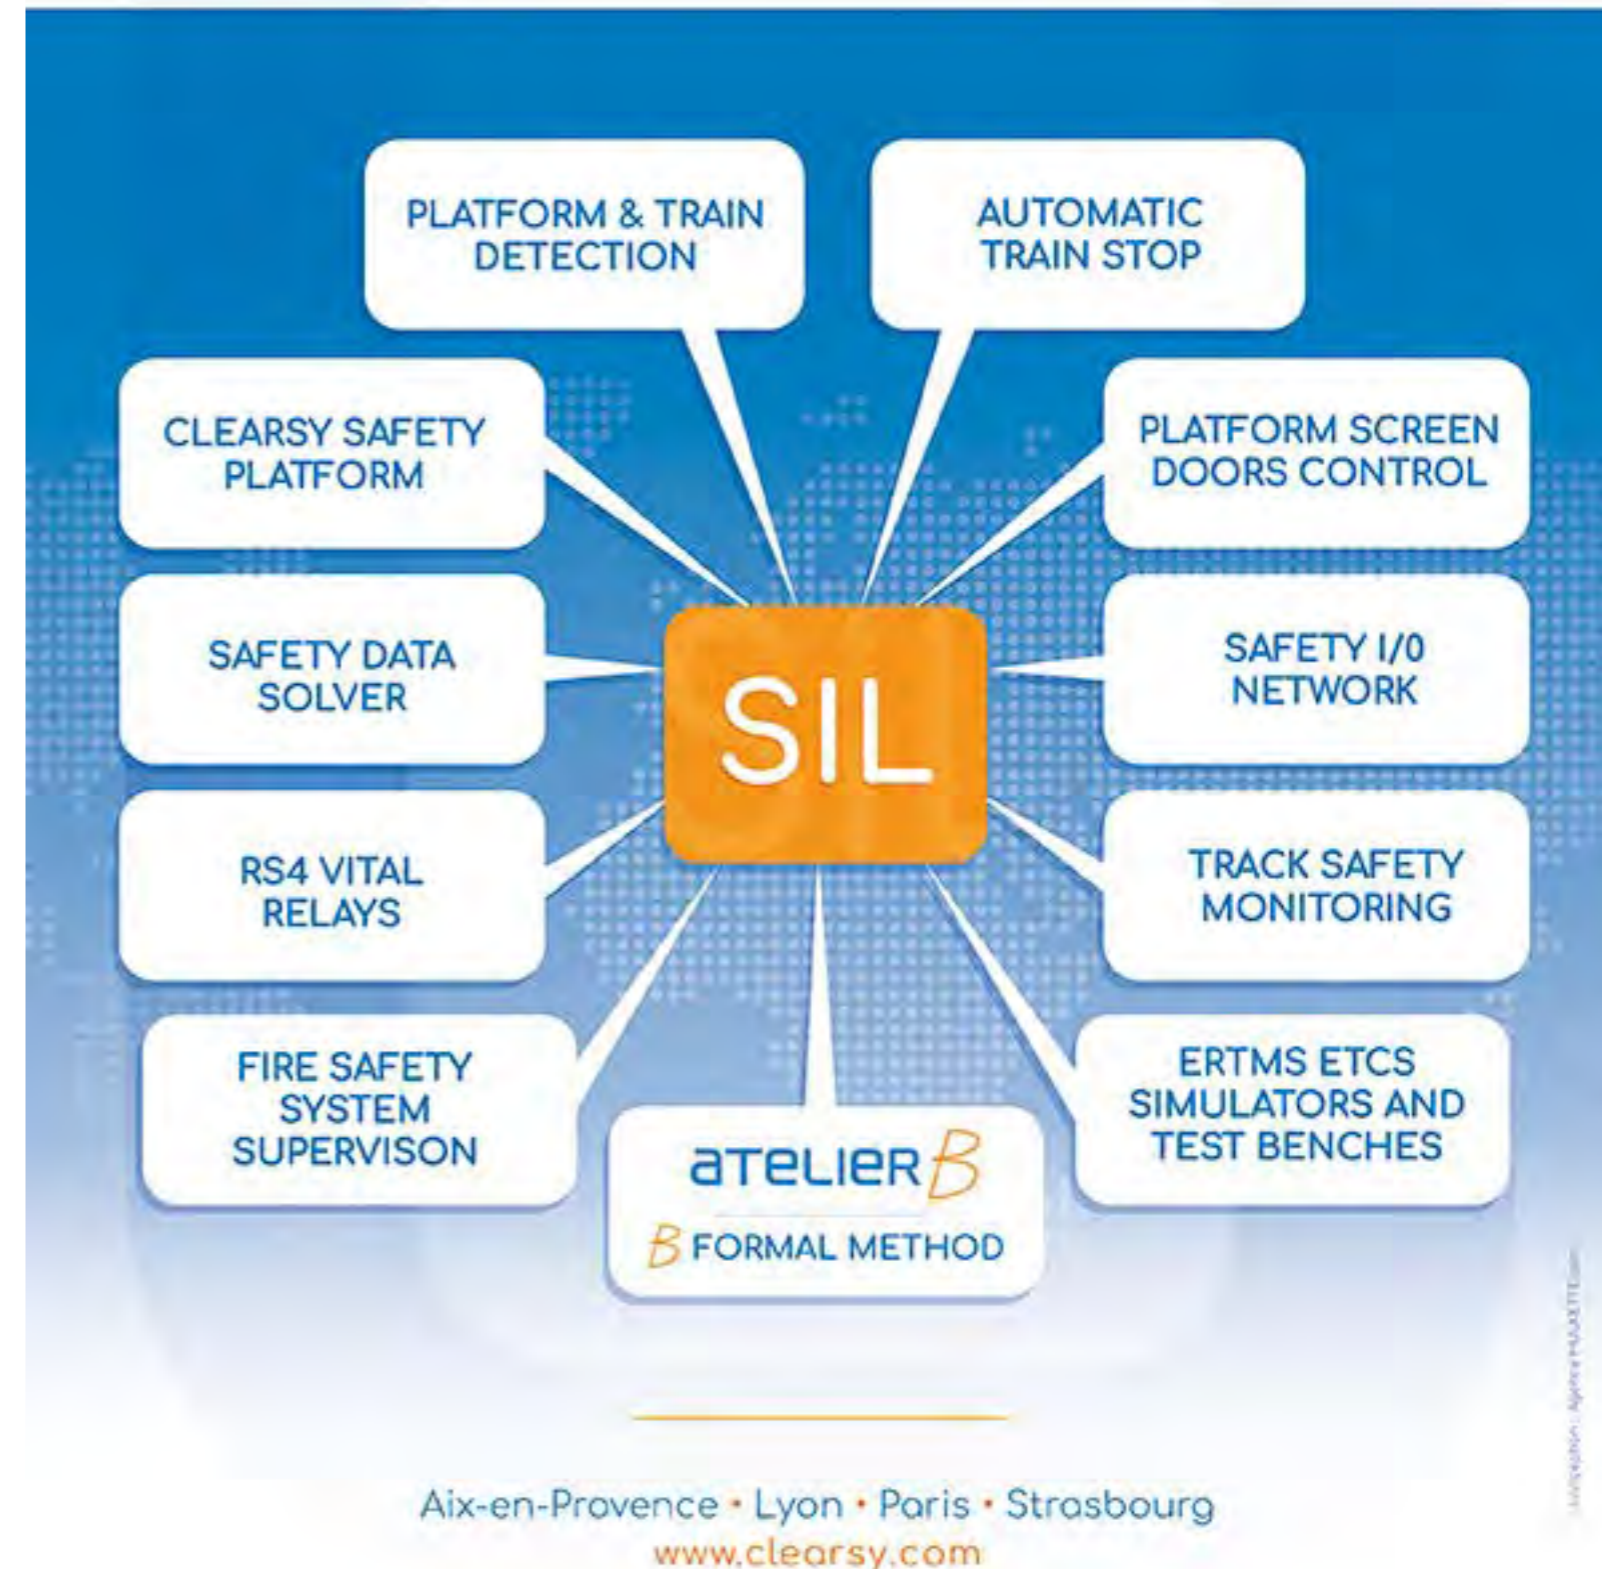 PLATFORM & TRAIN
DETECTION
AUTOMATIC
TRAIN STOP
CLEARSY SAFETY
PLATFORM
PLATFORM SCREEN
DOORS CONTROL
SAFETY DATA
SOLVER
SAFETY I/0
NETWORK
SIL
RS4 VITAL
RELAYS
TRACK SAFETY
MONITORING
FIRE SAFETY
SYSTEM
SUPERVISON
ERTMS ETCS
SIMULATORS AND
TEST BENCHES
ATELIER B
B FORMAL METHOD
Aix-en-Provence • Lyon • Paris • Strasbourg
www.clearsy.com